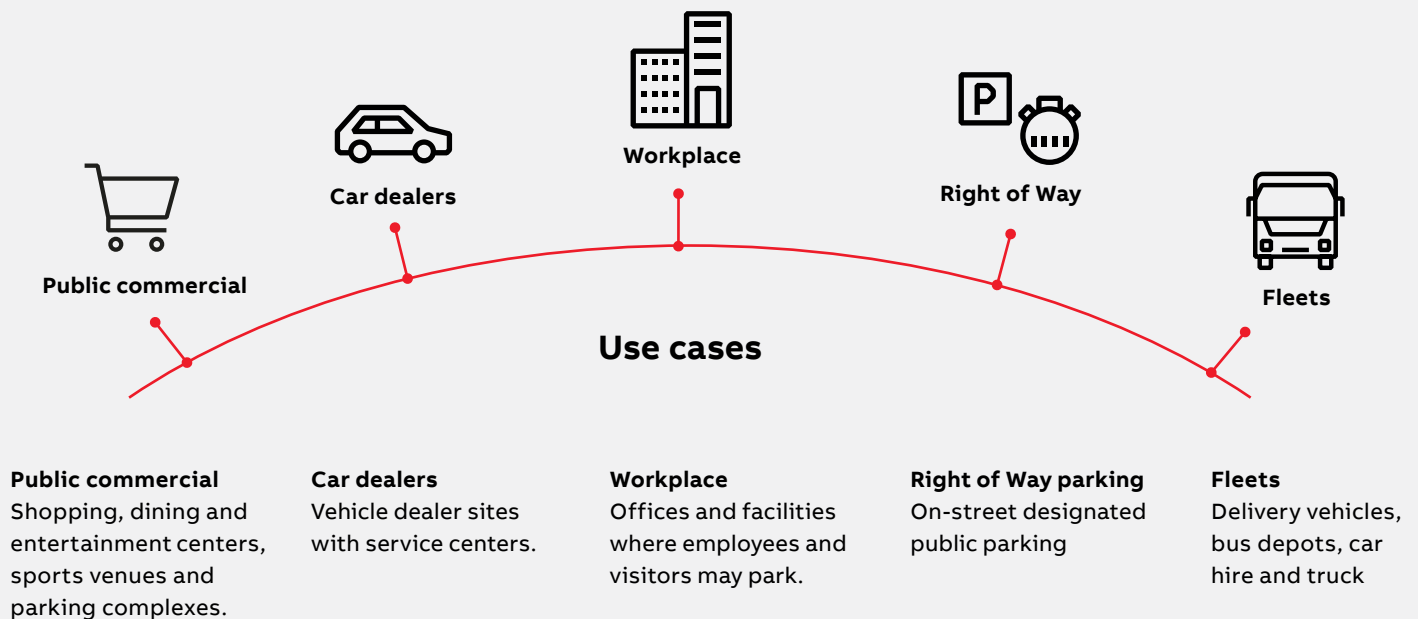 Workplace
P
Car dealers
Right of Way
Public commercial
Fleets
Use cases
Public commercial
Shopping, dining and
entertainment centers,
sports venues and
parking complexes.
Car dealers
Vehicle dealer sites
with service centers.
Workplace
Offices and facilities
where employees and
visitors may park.
Right of Way parking
On-street designated
public parking
Fleets
Delivery vehicles,
bus depots, car
hire and truck